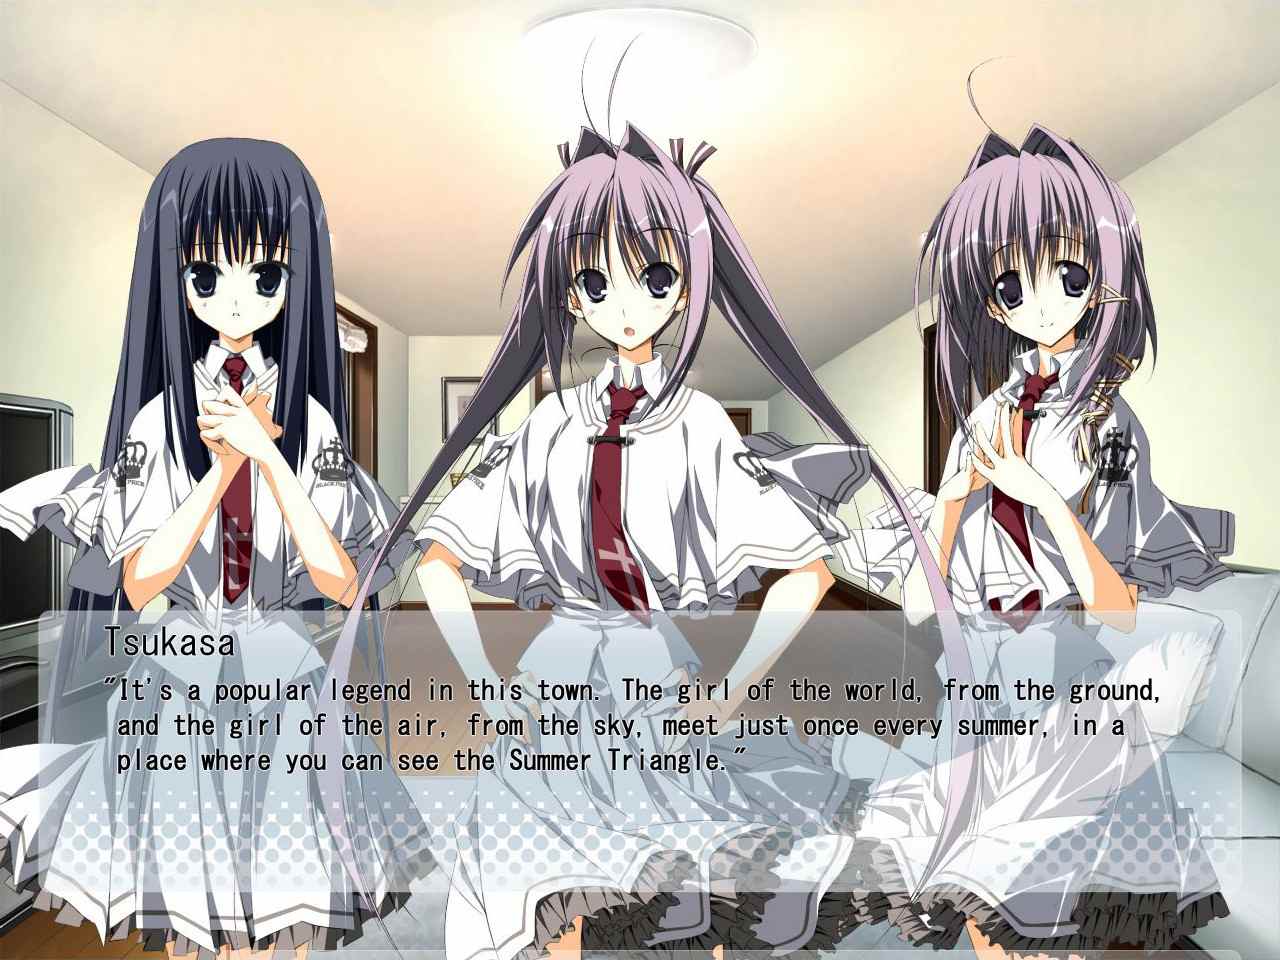 Tsukasa
"It's a popular legend in this town. The girl of the world, from the ground,
and the girl of the air, from the sky, meet just once every summer, in a
place where you can see the Summer Triangle."